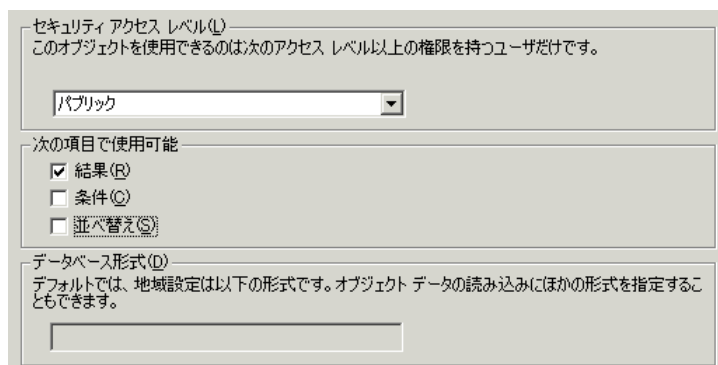 セキュリティ アクセス レベル(L)
このオブジェクトを使用できるのは次のアクセス レベル以上の権限を持つユーザだけです。
パブリック
次の項目で使用可能
結果(R)
条件(C)
並べ替え(S)
データベース形式(D)
デフォルトでは、地域設定は以下の形式です。オブジェクト データの読み込みにほかの形式を指定するこ
ともできます。